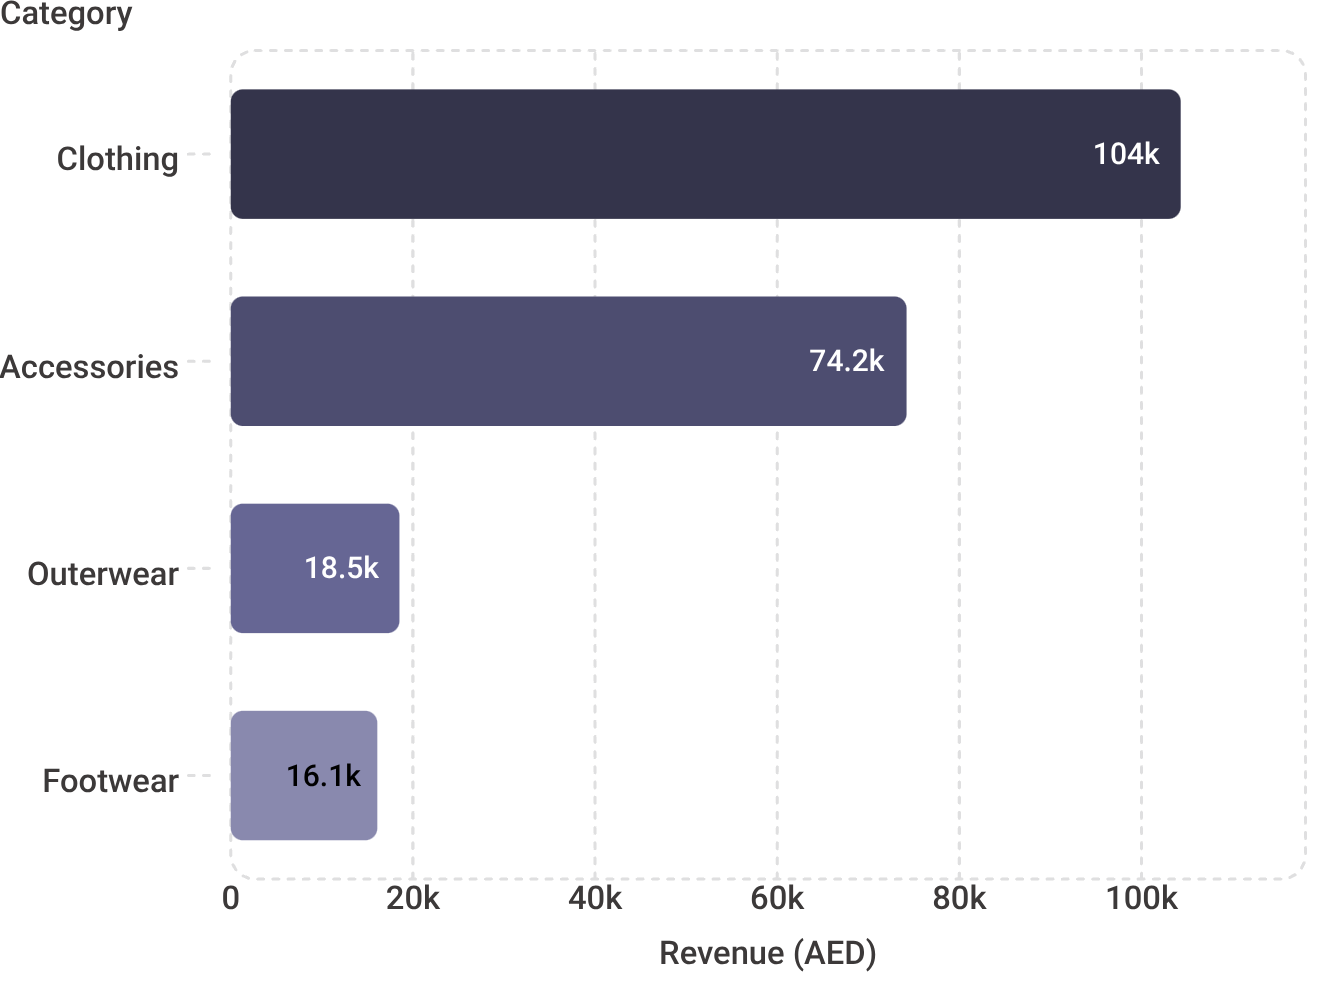 Category
Clothing
104k
Accessories
74.2k
Outerwear
18.5k
Footwear
16.1k
0 20k 40k 60k 80k 100k
Revenue (AED)